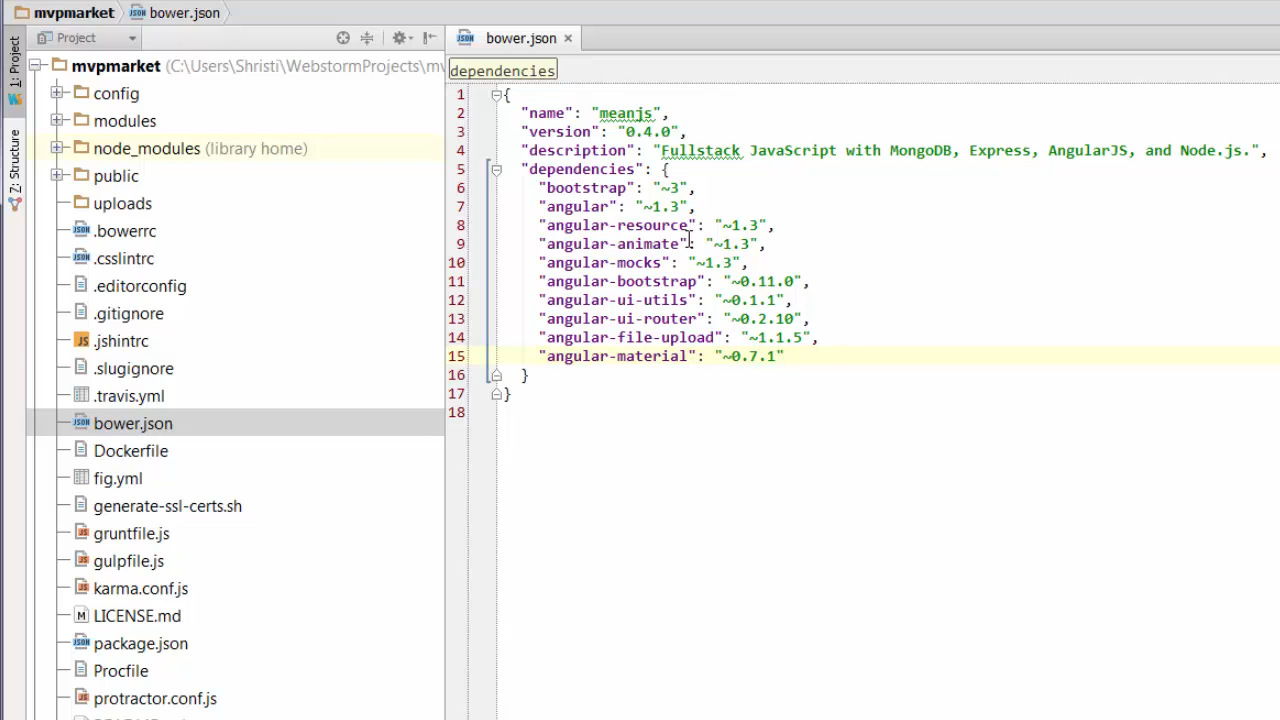 mvpmarket
bower.json
Project
bower.json
1: Project
Z: Structure
mvpmarket (C:\Users\Shristi\WebstormProjects\mv
config
modules
node_modules (library home)
public
uploads
.bowerrc
.csslintrc
.editorconfig
.gitignore
.jshintrc
.slugignore
.travis.yml
bower.json
Dockerfile
fig.yml
generate-ssl-certs.sh
gruntfile.js
gulpfile.js
karma.conf.js
LICENSE.md
package.json
Procfile
protractor.conf.js
dependencies
1 {
2 "name": "meanjs",
3 "version": "0.4.0",
4 "description": "Fullstack JavaScript with MongoDB, Express, AngularJS, and Node.js.",
5 "dependencies": {
6 "bootstrap": "~3",
7 "angular": "~1.3",
8 "angular-resource": "~1.3",
9 "angular-animate": "~1.3",
10 "angular-mocks": "~1.3",
11 "angular-bootstrap": "~0.11.0",
12 "angular-ui-utils": "~0.1.1",
13 "angular-ui-router": "~0.2.10",
14 "angular-file-upload": "~1.1.5",
15 "angular-material": "~0.7.1"
16 }
17 }
18